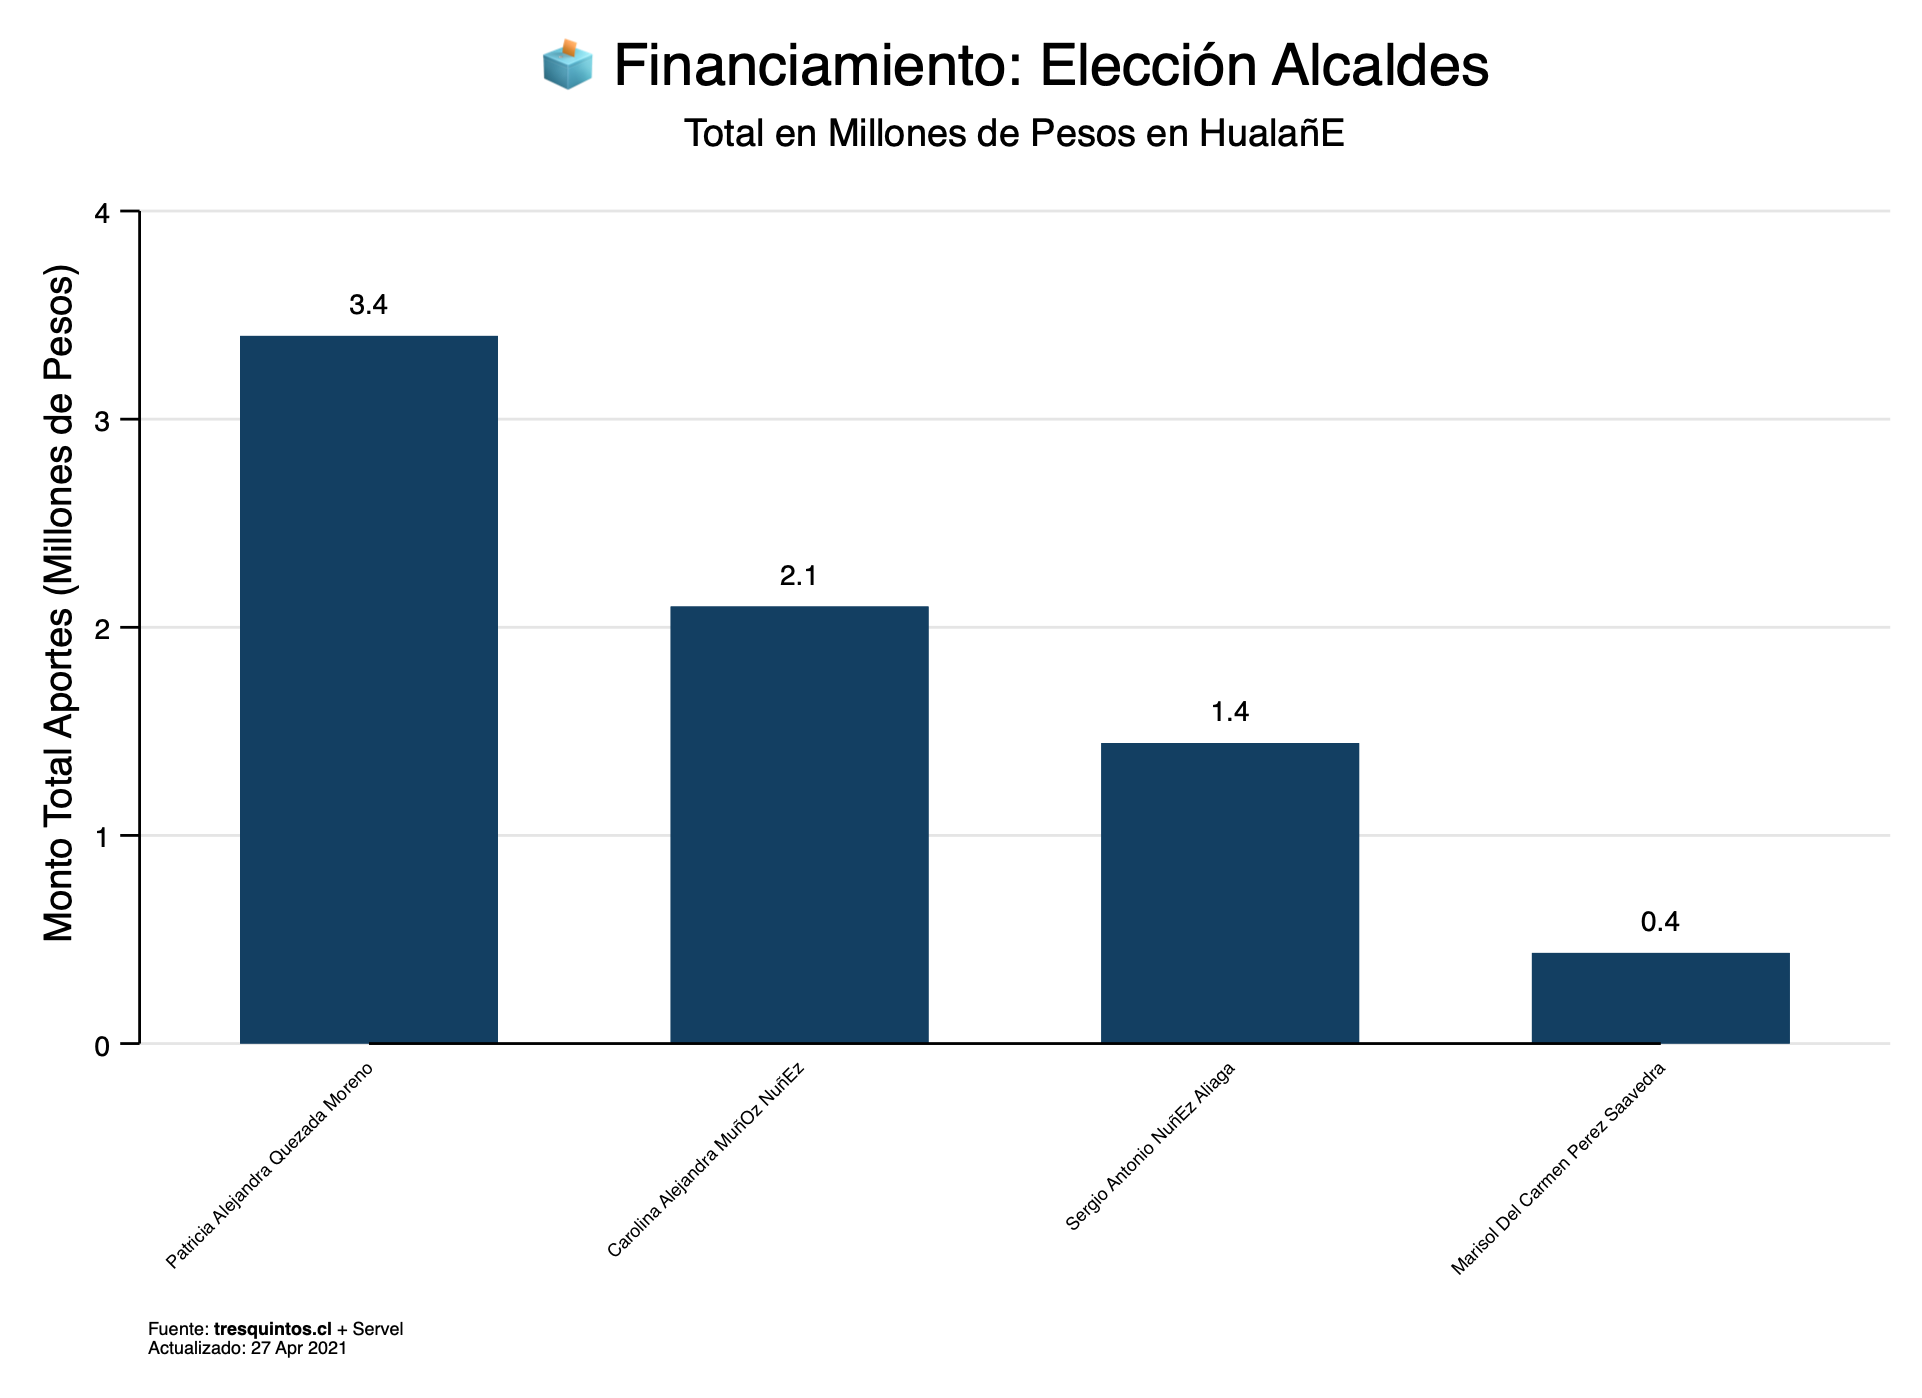 Financiamiento: Elección Alcaldes
Total en Millones de Pesos en HualañE
Monto Total Aportes (Millones de Pesos)
4
3
2
1
0
3.4
2.1
1.4
0.4
Patricia Alejandra Quezada Moreno
Carolina Alejandra MuñOz NuñEz
Sergio Antonio NuñEz Aliaga
Marisol Del Carmen Perez Saavedra
Fuente: tresquintos.cl + Servel
Actualizado: 27 Apr 2021